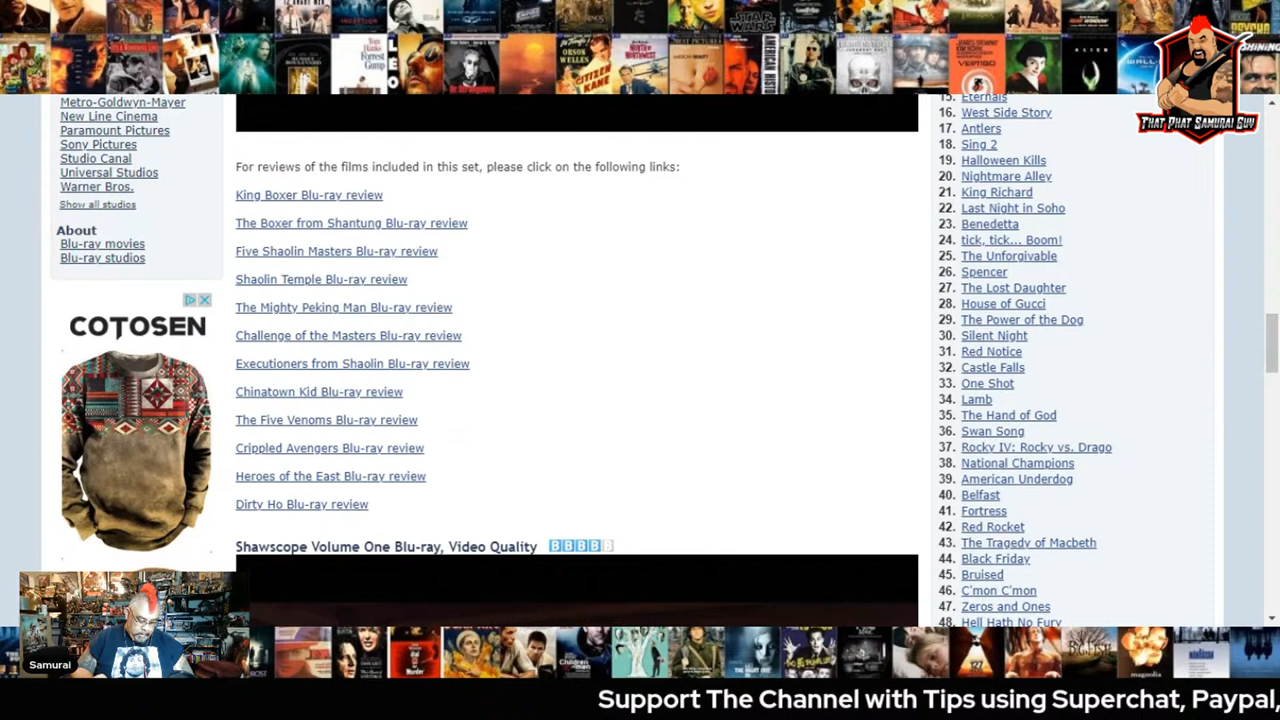 THAT PHAT SAMURAI GUY
Metro-Goldwyn-Mayer
New Line Cinema
Paramount Pictures
Sony Pictures
Studio Canal
Universal Studios
Warner Bros.
Show all studios
About
Blu-ray movies
Blu-ray studios
COTOSEN
For reviews of the films included in this set, please click on the following links:
King Boxer Blu-ray review
The Boxer from Shantung Blu-ray review
Five Shaolin Masters Blu-ray review
Shaolin Temple Blu-ray review
The Mighty Peking Man Blu-ray review
Challenge of the Masters Blu-ray review
Executioners from Shaolin Blu-ray review
Chinatown Kid Blu-ray review
The Five Venoms Blu-ray review
Crippled Avengers Blu-ray review
Heroes of the East Blu-ray review
Dirty Ho Blu-ray review
Shawscope Volume One Blu-ray, Video Quality
15. Eternals
16. West Side Story
17. Antlers
18. Sing 2
19. Halloween Kills
20. Nightmare Alley
21. King Richard
22. Last Night in Soho
23. Benedetta
24. tick, tick... Boom!
25. The Unforgivable
26. Spencer
27. The Lost Daughter
28. House of Gucci
29. The Power of the Dog
30. Silent Night
31. Red Notice
32. Castle Falls
33. One Shot
34. Lamb
35. The Hand of God
36. Swan Song
37. Rocky IV: Rocky vs. Drago
38. National Champions
39. American Underdog
40. Belfast
41. Fortress
42. Red Rocket
43. The Tragedy of Macbeth
44. Black Friday
45. Bruised
46. C'mon C'mon
47. Zeros and Ones
48. Hell Hath No Fury
Samurai
Support The Channel with Tips using Superchat, Paypal,